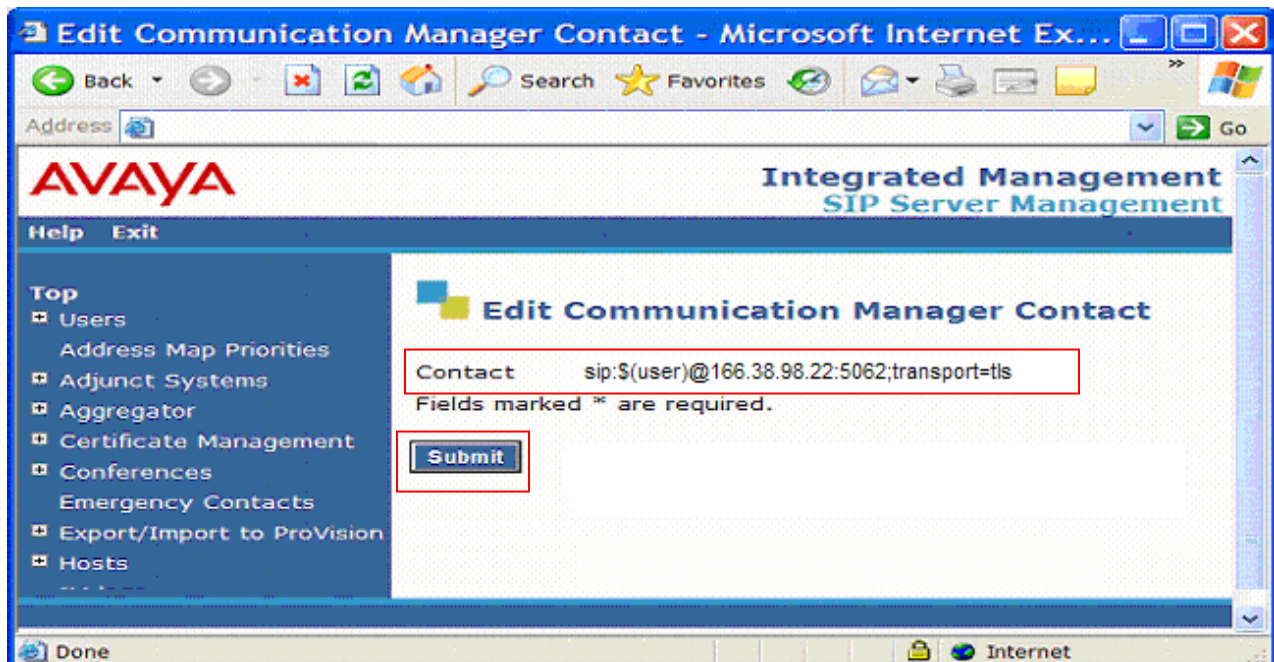 Edit Communication Manager Contact - Microsoft Internet Ex...
Back Search Favorites »
Address Go
AVAYA
Integrated Management
SIP Server Management
Help Exit
Top
Users
Address Map Priorities
Adjunct Systems
Aggregator
Certificate Management
Conferences
Emergency Contacts
Export/Import to ProVision
Hosts
Edit Communication Manager Contact
Contact sip:$(user)@166.38.98.22:5062;transport=tls
Fields marked * are required.
Submit
Done Internet